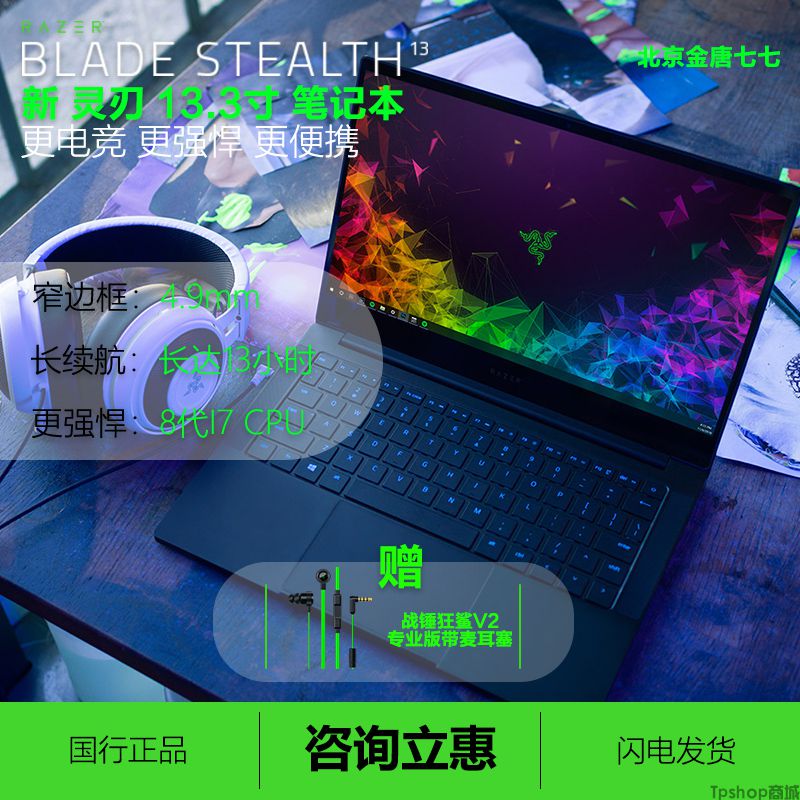 RAZER
BLADE STEALTH 13
北京金唐七七
新 灵刃 13.3寸 笔记本
更电竞 更强悍 更便携
窄边框：4.9mm
长续航：长达13小时
更强悍：8代I7 CPU
RAZER
赠
战锤狂鲨V2
专业版带麦耳塞
国行正品
咨询立惠
闪电发货
Tpshop商城